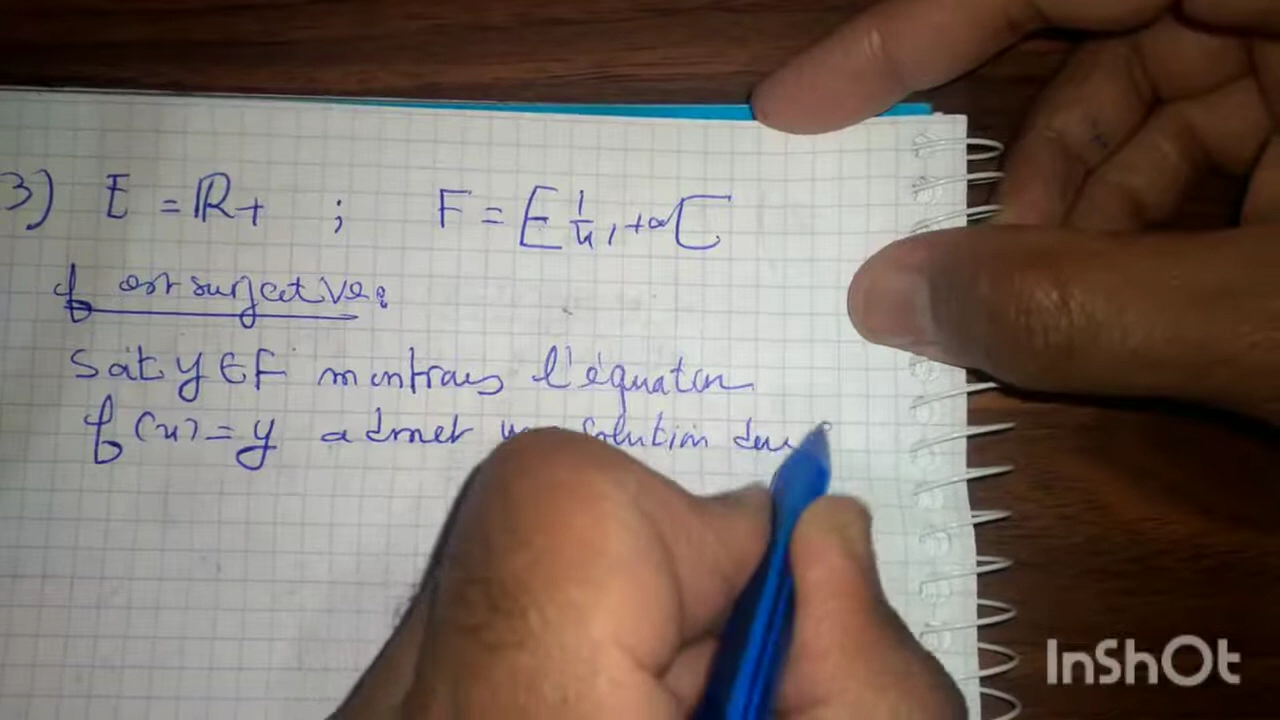 3) E = ℝ+ ; F = [1/4, +∞[
f est surjective:
Soit y ∈ F montrons l'équation
f(x) = y admet solution dans
InShOt